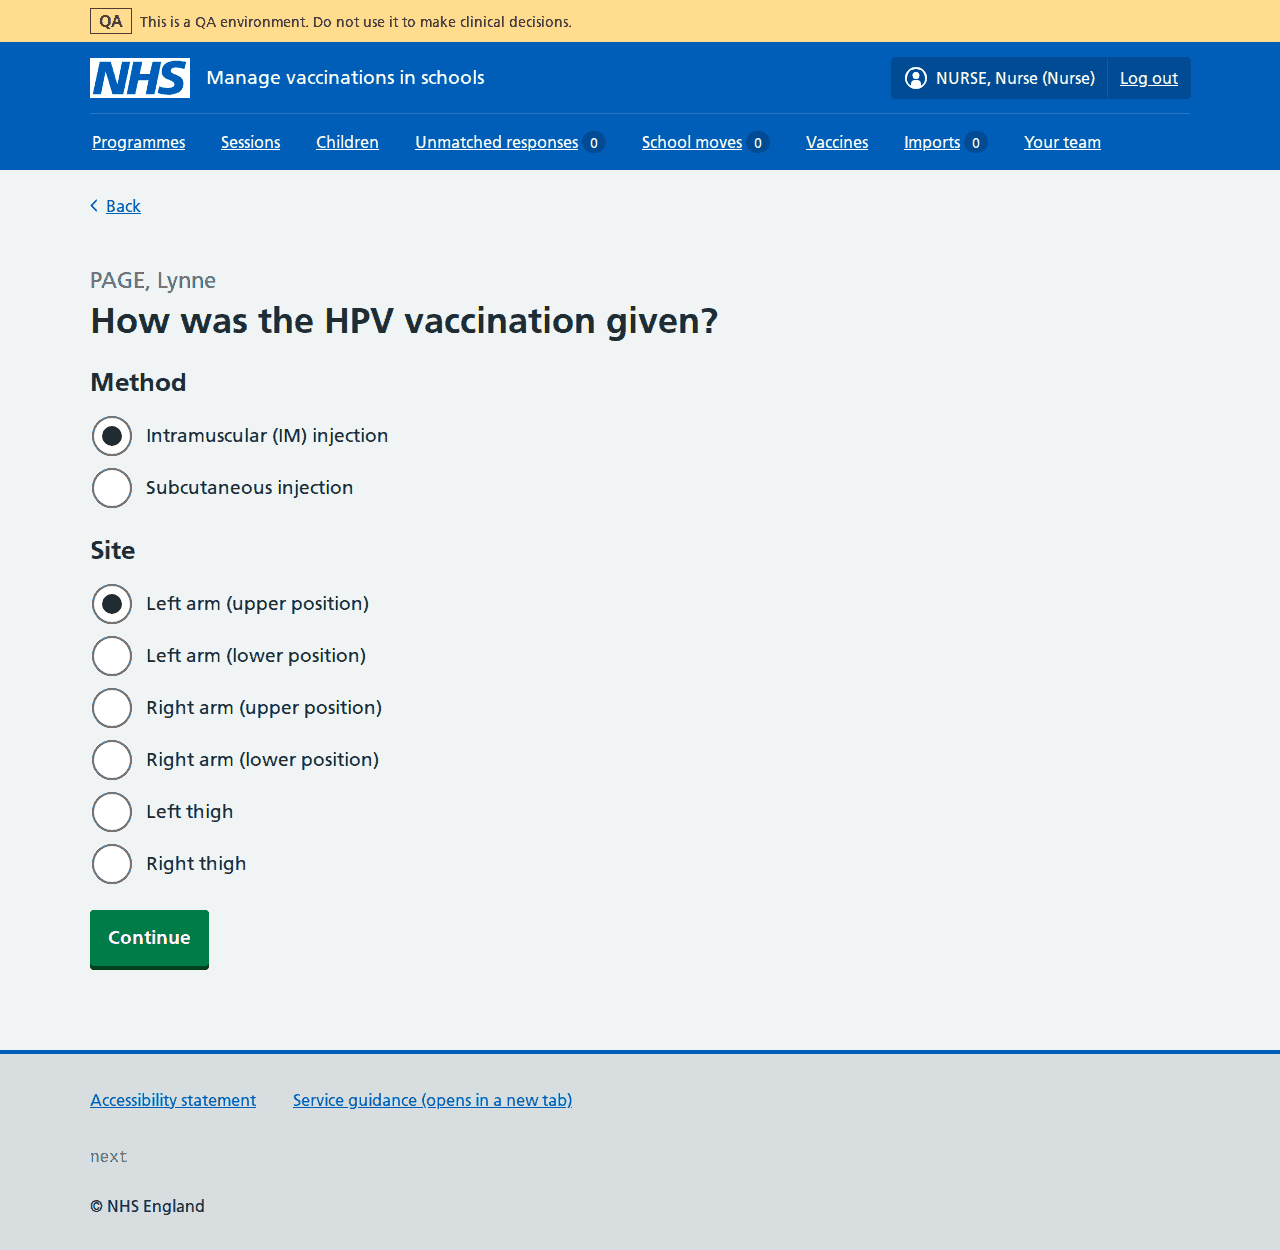 QA This is a QA environment. Do not use it to make clinical decisions.
NHS Manage vaccinations in schools NURSE, Nurse (Nurse) Log out
Programmes Sessions Children Unmatched responses 0 School moves 0 Vaccines Imports 0 Your team
Back
PAGE, Lynne
How was the HPV vaccination given?
Method
Intramuscular (IM) injection
Subcutaneous injection
Site
Left arm (upper position)
Left arm (lower position)
Right arm (upper position)
Right arm (lower position)
Left thigh
Right thigh
Continue
Accessibility statement Service guidance (opens in a new tab)
next
© NHS England